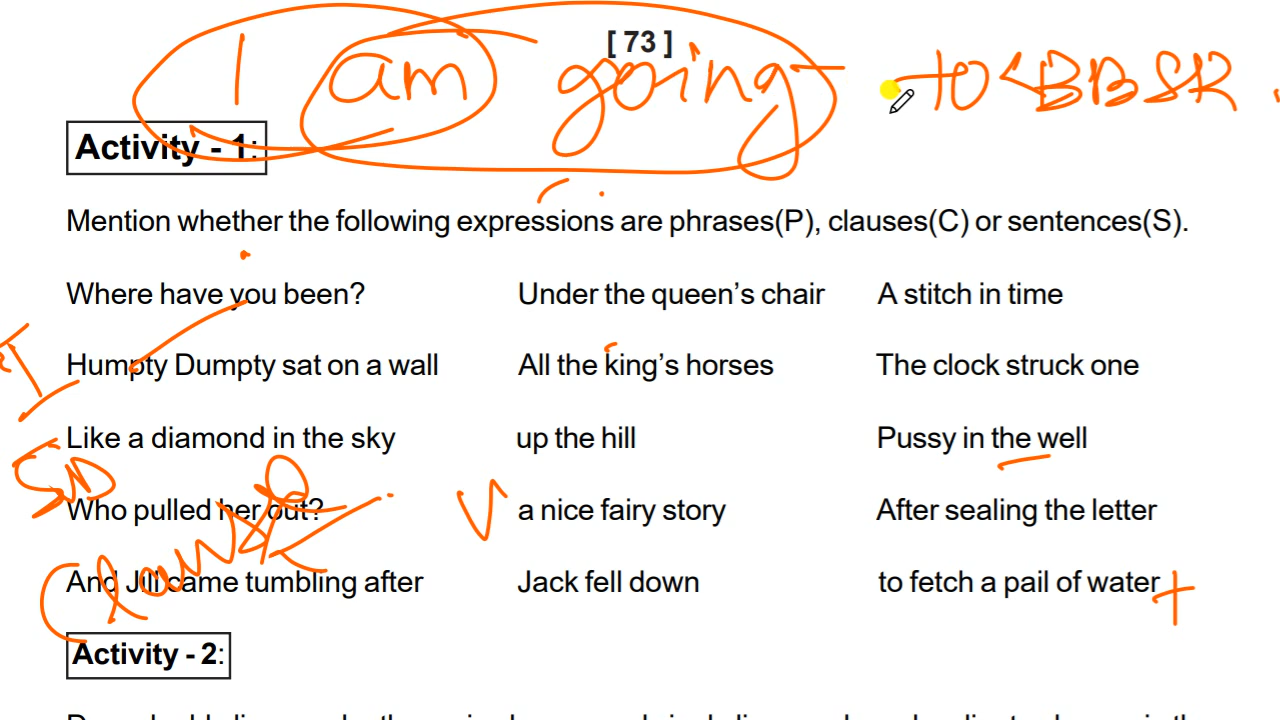 [ 73 ]
I am going to BBSR.
Activity - 1:
Mention whether the following expressions are phrases(P), clauses(C) or sentences(S).
Where have you been? Under the queen's chair A stitch in time
Humpty Dumpty sat on a wall All the king's horses The clock struck one
Like a diamond in the sky up the hill Pussy in the well
Who pulled her out? a nice fairy story After sealing the letter
And Jill came tumbling after Jack fell down to fetch a pail of water
Clause
Activity - 2: